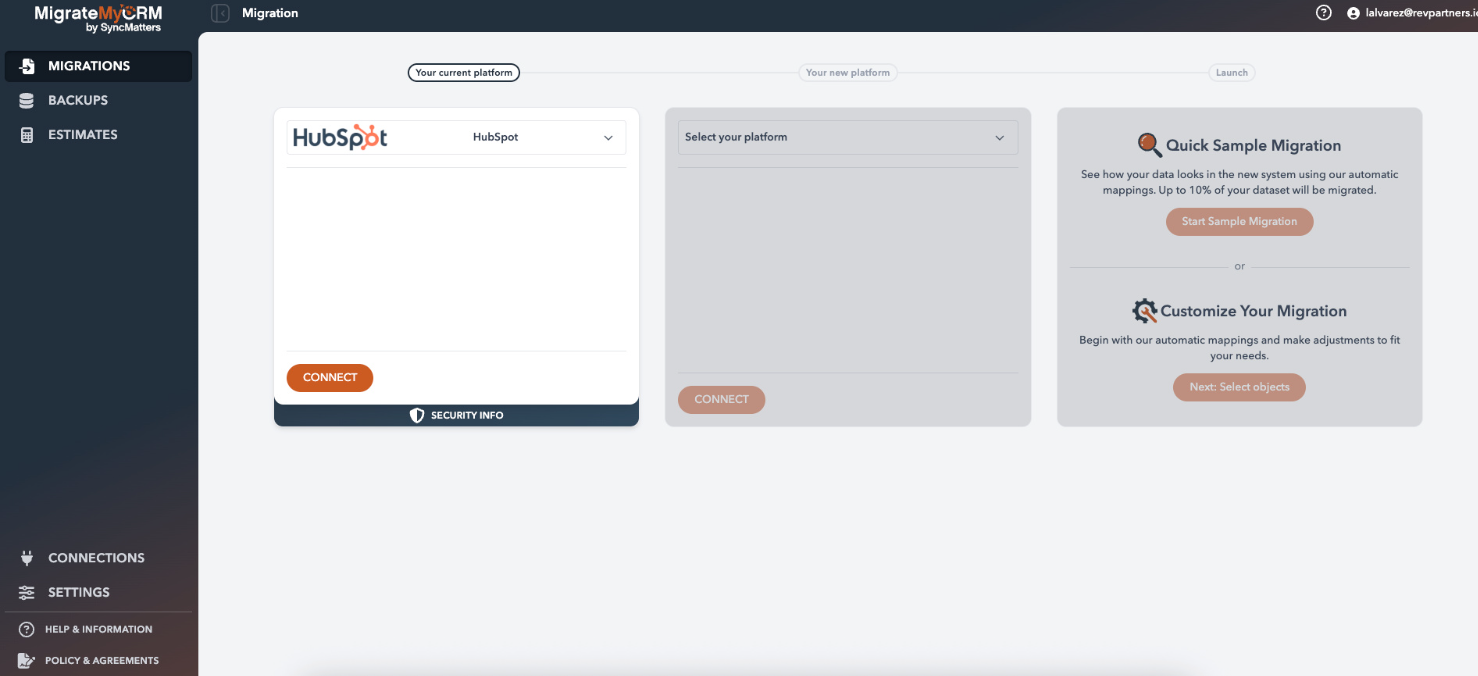 MigrateMyCRM
by SyncMatters
Migration
lalvarez@revpartners.i
MIGRATIONS
BACKUPS
ESTIMATES
Your current platform
Your new platform
Launch
HubSpot
HubSpot
CONNECT
SECURITY INFO
Select your platform
CONNECT
Quick Sample Migration
See how your data looks in the new system using our automatic
mappings. Up to 10% of your dataset will be migrated.
Start Sample Migration
or
Customize Your Migration
Begin with our automatic mappings and make adjustments to fit
your needs.
Next: Select objects
CONNECTIONS
SETTINGS
HELP & INFORMATION
POLICY & AGREEMENTS